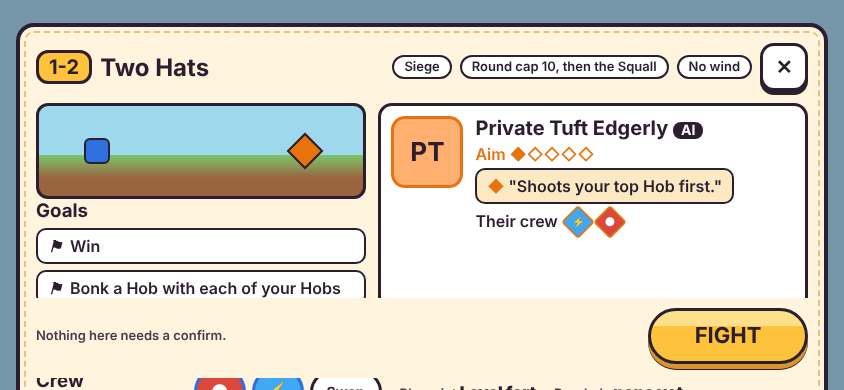 1-2 Two Hats
Siege
Round cap 10, then the Squall
No wind
×
PT
Private Tuft Edgerly AI
Aim
"Shoots your top Hob first."
Their crew
Goals
Win
Bonk a Hob with each of your Hobs
Nothing here needs a confirm.
FIGHT
Crew